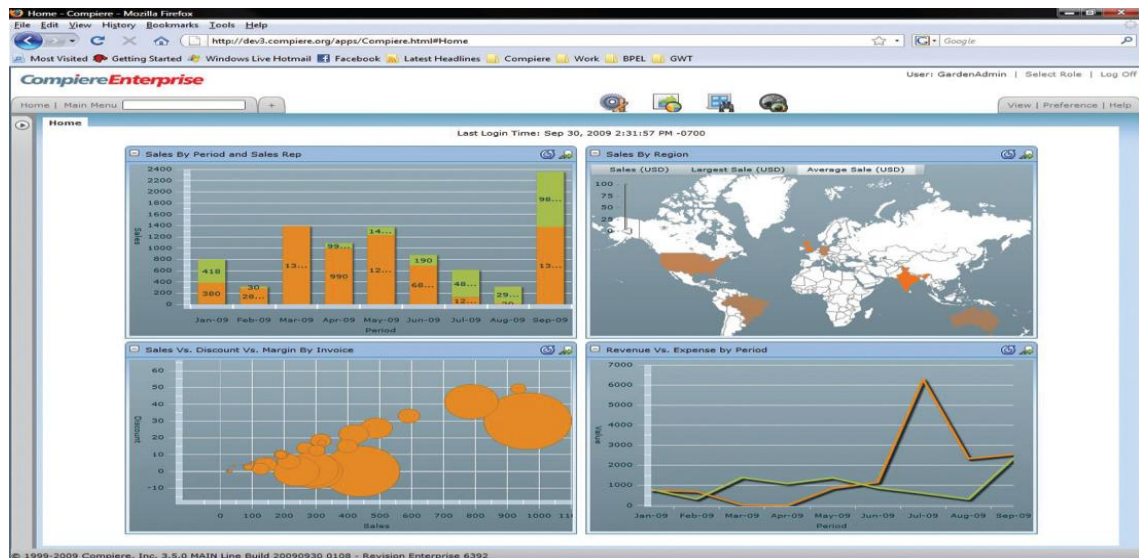 Home - Compiere - Mozilla Firefox
File Edit View History Bookmarks Tools Help
http://dev3.compiere.org/apps/Compiere.html#Home
Google
Most Visited Getting Started Windows Live Hotmail Facebook Latest Headlines Compiere Work BPEL GWT
CompiereEnterprise
User: GardenAdmin | Select Role | Log Off
Home | Main Menu
+
View | Preference | Help
Home
Last Login Time: Sep 30, 2009 2:31:57 PM -0700
Sales By Period and Sales Rep
2400
2200
2000
1800
1600
1400
1200
1000
800
600
400
200
0
Sales
418
380
30
28...
13...
99...
990
14...
12...
190
68...
48...
12...
29...
98...
13...
Jan-09 Feb-09 Mar-09 Apr-09 May-09 Jun-09 Jul-09 Aug-09 Sep-09
Period
Sales By Region
Sales (USD) Largest Sale (USD) Average Sale (USD)
100
75
50
25
0
Sales Vs. Discount Vs. Margin By Invoice
60
50
40
30
20
10
0
-10
Discount
0 100 200 300 400 500 600 700 800 900 1000
Sales
Revenue Vs. Expense by Period
7000
6000
5000
4000
3000
2000
1000
0
Value
Jan-09 Feb-09 Mar-09 Apr-09 May-09 Jun-09 Jul-09 Aug-09 Sep-09
Period
© 1999-2009 Compiere, Inc. 3.5.0 MAIN Line Build 20090930 0108 - Revision Enterprise 6392